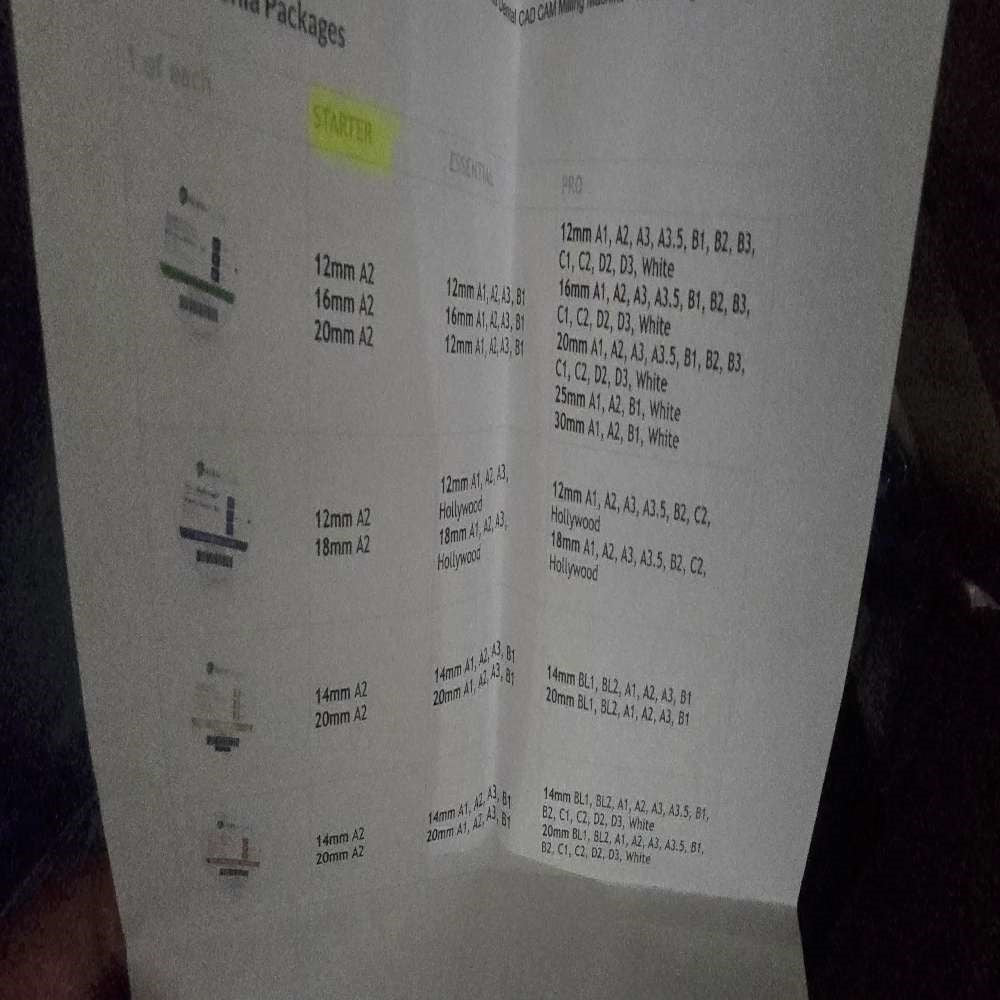 Packages
CAD CAM Milling
1 of each
STARTER
ESSENTIAL
PRO
12mm A2
16mm A2
20mm A2
12mm A1, A2, A3, B1
16mm A1, A2, A3, B1
12mm A1, A2, A3, B1
12mm A1, A2, A3, A3.5, B1, B2, B3,
C1, C2, D2, D3, White
16mm A1, A2, A3, A3.5, B1, B2, B3,
C1, C2, D2, D3, White
20mm A1, A2, A3, A3.5, B1, B2, B3,
C1, C2, D2, D3, White
25mm A1, A2, B1, White
30mm A1, A2, B1, White
12mm A2
18mm A2
12mm A1, A2, A3,
Hollywood
18mm A1, A2, A3,
Hollywood
12mm A1, A2, A3, A3.5, B2, C2,
Hollywood
18mm A1, A2, A3, A3.5, B2, C2,
Hollywood
14mm A2
20mm A2
14mm A1, A2, A3, B1
20mm A1, A2, A3, B1
14mm BL1, BL2, A1, A2, A3, B1
20mm BL1, BL2, A1, A2, A3, B1
14mm A2
20mm A2
14mm A1, A2, A3, B1
20mm A1, A2, A3, B1
14mm BL1, BL2, A1, A2, A3, A3.5, B1,
B2, C1, C2, D2, D3, White
20mm BL1, BL2, A1, A2, A3, A3.5, B1,
B2, C1, C2, D2, D3, White